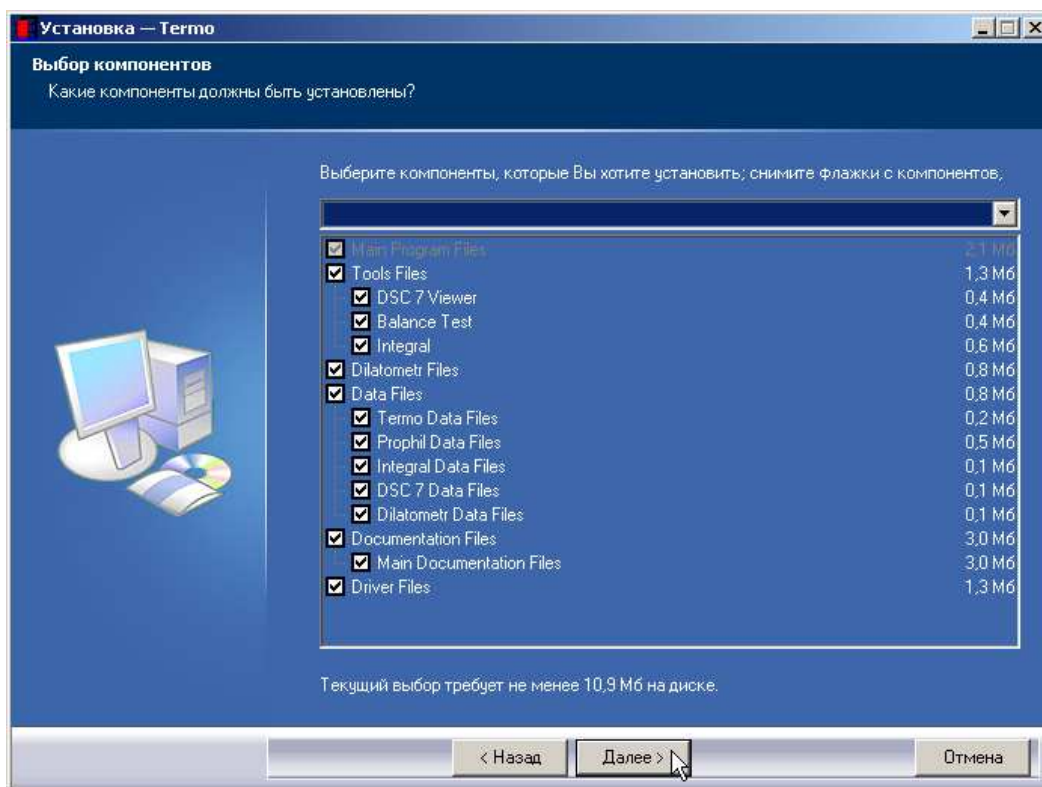 Установка — Termo
Выбор компонентов
Какие компоненты должны быть установлены?
Выберите компоненты, которые Вы хотите установить; снимите флажки с компонентов,
Main Program Files 2,1 Мб
Tools Files 1,3 Мб
DSC 7 Viewer 0,4 Мб
Balance Test 0,4 Мб
Integral 0,6 Мб
Dilatometr Files 0,8 Мб
Data Files 0,8 Мб
Termo Data Files 0,2 Мб
Prophil Data Files 0,5 Мб
Integral Data Files 0,1 Мб
DSC 7 Data Files 0,1 Мб
Dilatometr Data Files 0,1 Мб
Documentation Files 3,0 Мб
Main Documentation Files 3,0 Мб
Driver Files 1,3 Мб
Текущий выбор требует не менее 10,9 Мб на диске.
< Назад Далее > Отмена